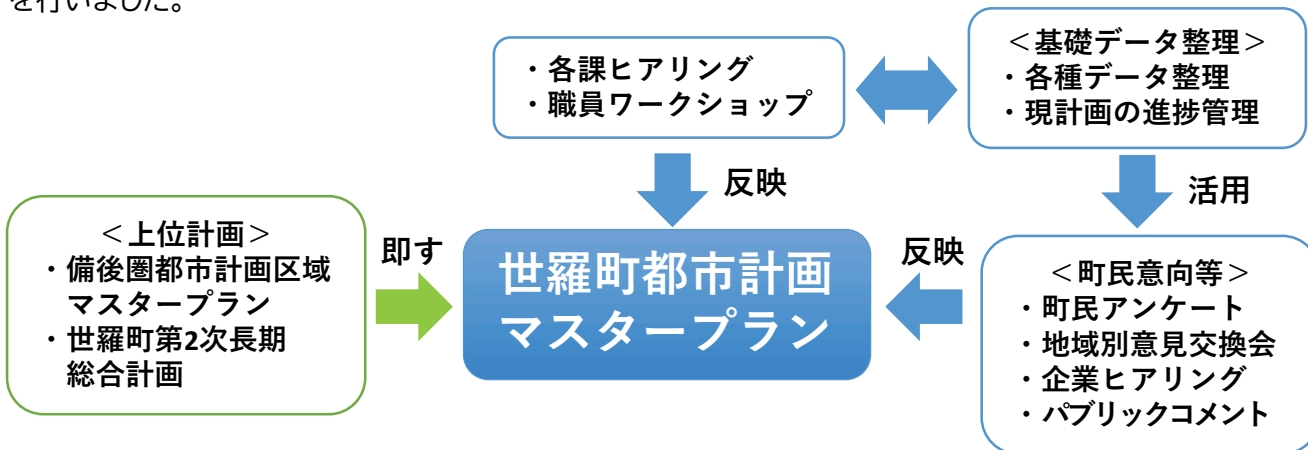 を行いました。
・各課ヒアリング
・職員ワークショップ
＜基礎データ整理＞
・各種データ整理
・現計画の進捗管理
反映
活用
＜上位計画＞
・備後圏都市計画区域
マスタープラン
・世羅町第2次長期
総合計画
即す
世羅町都市計画
マスタープラン
反映
＜町民意向等＞
・町民アンケート
・地域別意見交換会
・企業ヒアリング
・パブリックコメント